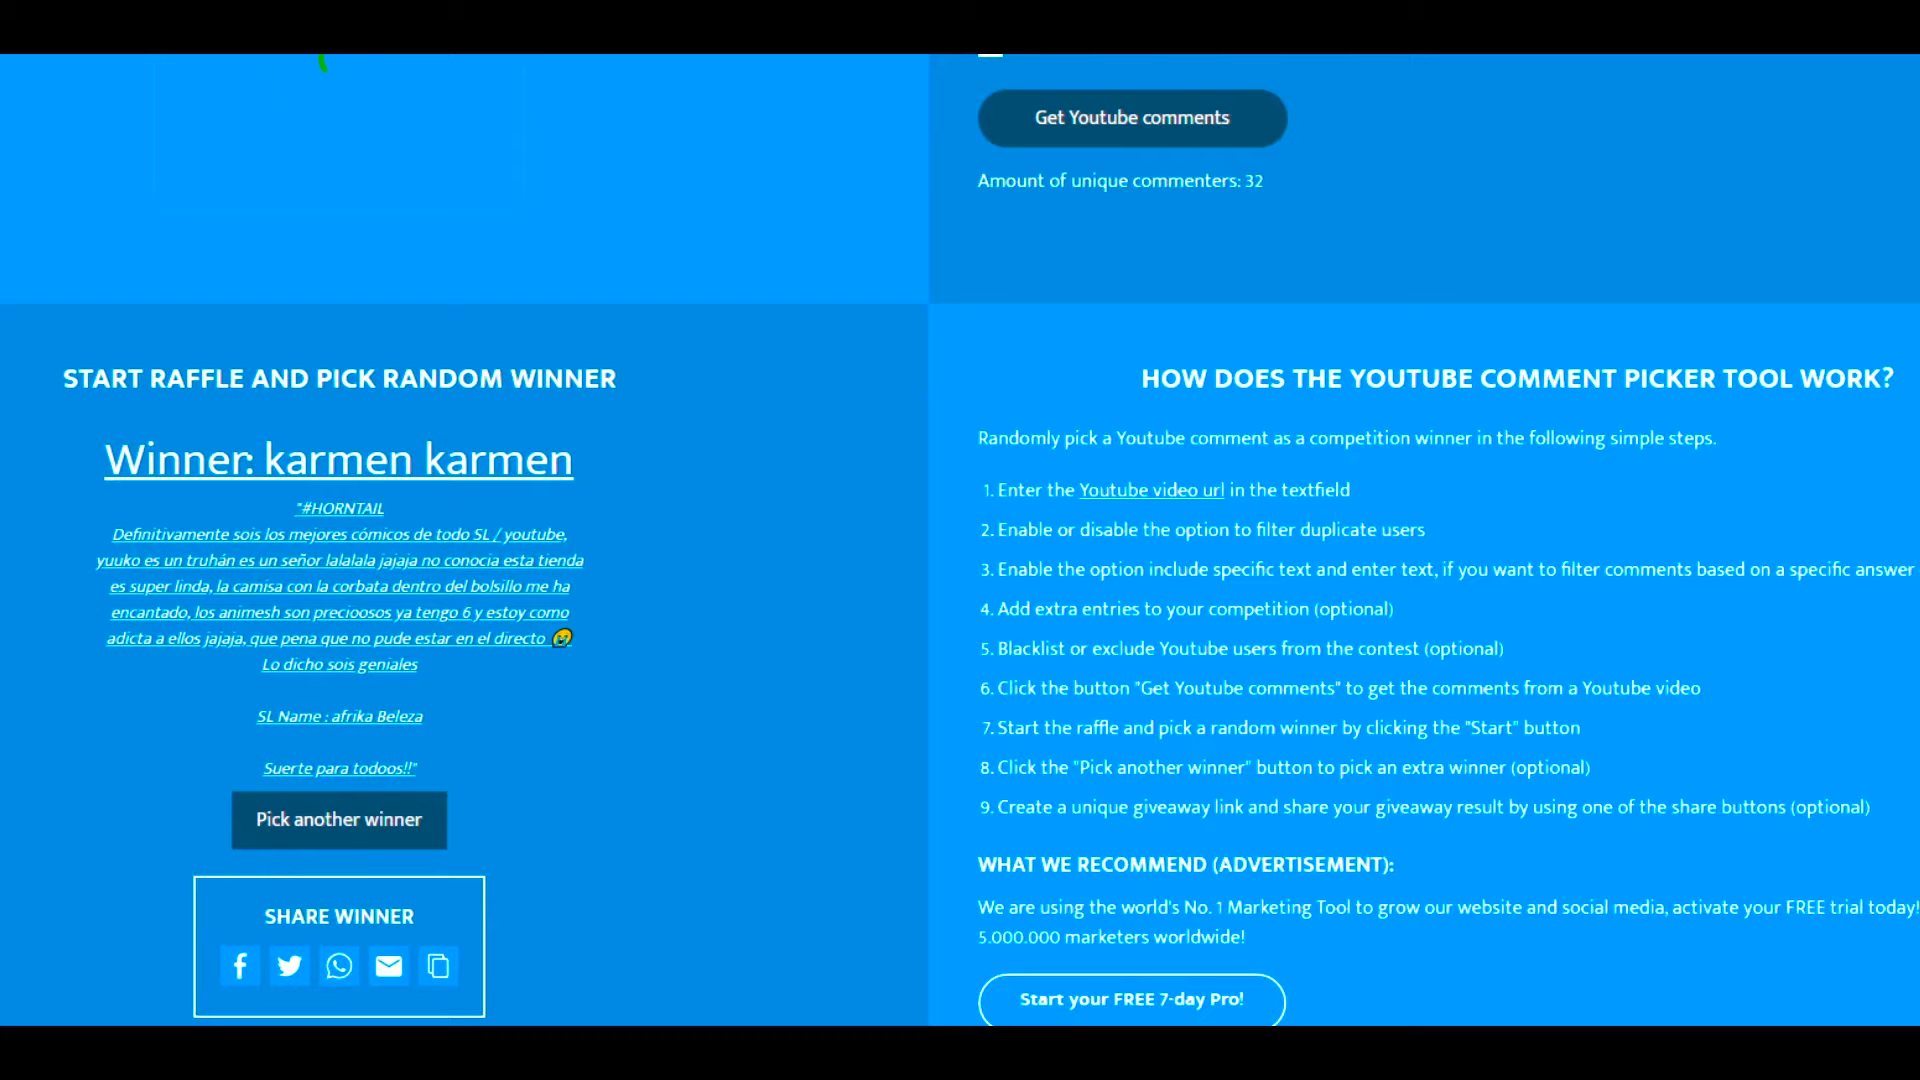 Get Youtube comments
Amount of unique commenters: 32
START RAFFLE AND PICK RANDOM WINNER
Winner: karmen karmen
"#HORNTAIL
Definitivamente sois los mejores cómicos de todo SL / youtube,
yuuko es un truhán es un señor lalalala jajaja no conocia esta tienda
es super linda, la camisa con la corbata dentro del bolsillo me ha
encantado, los animesh son precioosos ya tengo 6 y estoy como
adicta a ellos jajaja, que pena que no pude estar en el directo
Lo dicho sois geniales
SL Name : afrika Beleza
Suerte para todoos!!"
Pick another winner
SHARE WINNER
HOW DOES THE YOUTUBE COMMENT PICKER TOOL WORK?
Randomly pick a Youtube comment as a competition winner in the following simple steps.
1. Enter the Youtube video url in the textfield
2. Enable or disable the option to filter duplicate users
3. Enable the option include specific text and enter text, if you want to filter comments based on a specific answer
4. Add extra entries to your competition (optional)
5. Blacklist or exclude Youtube users from the contest (optional)
6. Click the button "Get Youtube comments" to get the comments from a Youtube video
7. Start the raffle and pick a random winner by clicking the "Start" button
8. Click the "Pick another winner" button to pick an extra winner (optional)
9. Create a unique giveaway link and share your giveaway result by using one of the share buttons (optional)
WHAT WE RECOMMEND (ADVERTISEMENT):
We are using the world's No. 1 Marketing Tool to grow our website and social media, activate your FREE trial today!
5.000.000 marketers worldwide!
Start your FREE 7-day Pro!